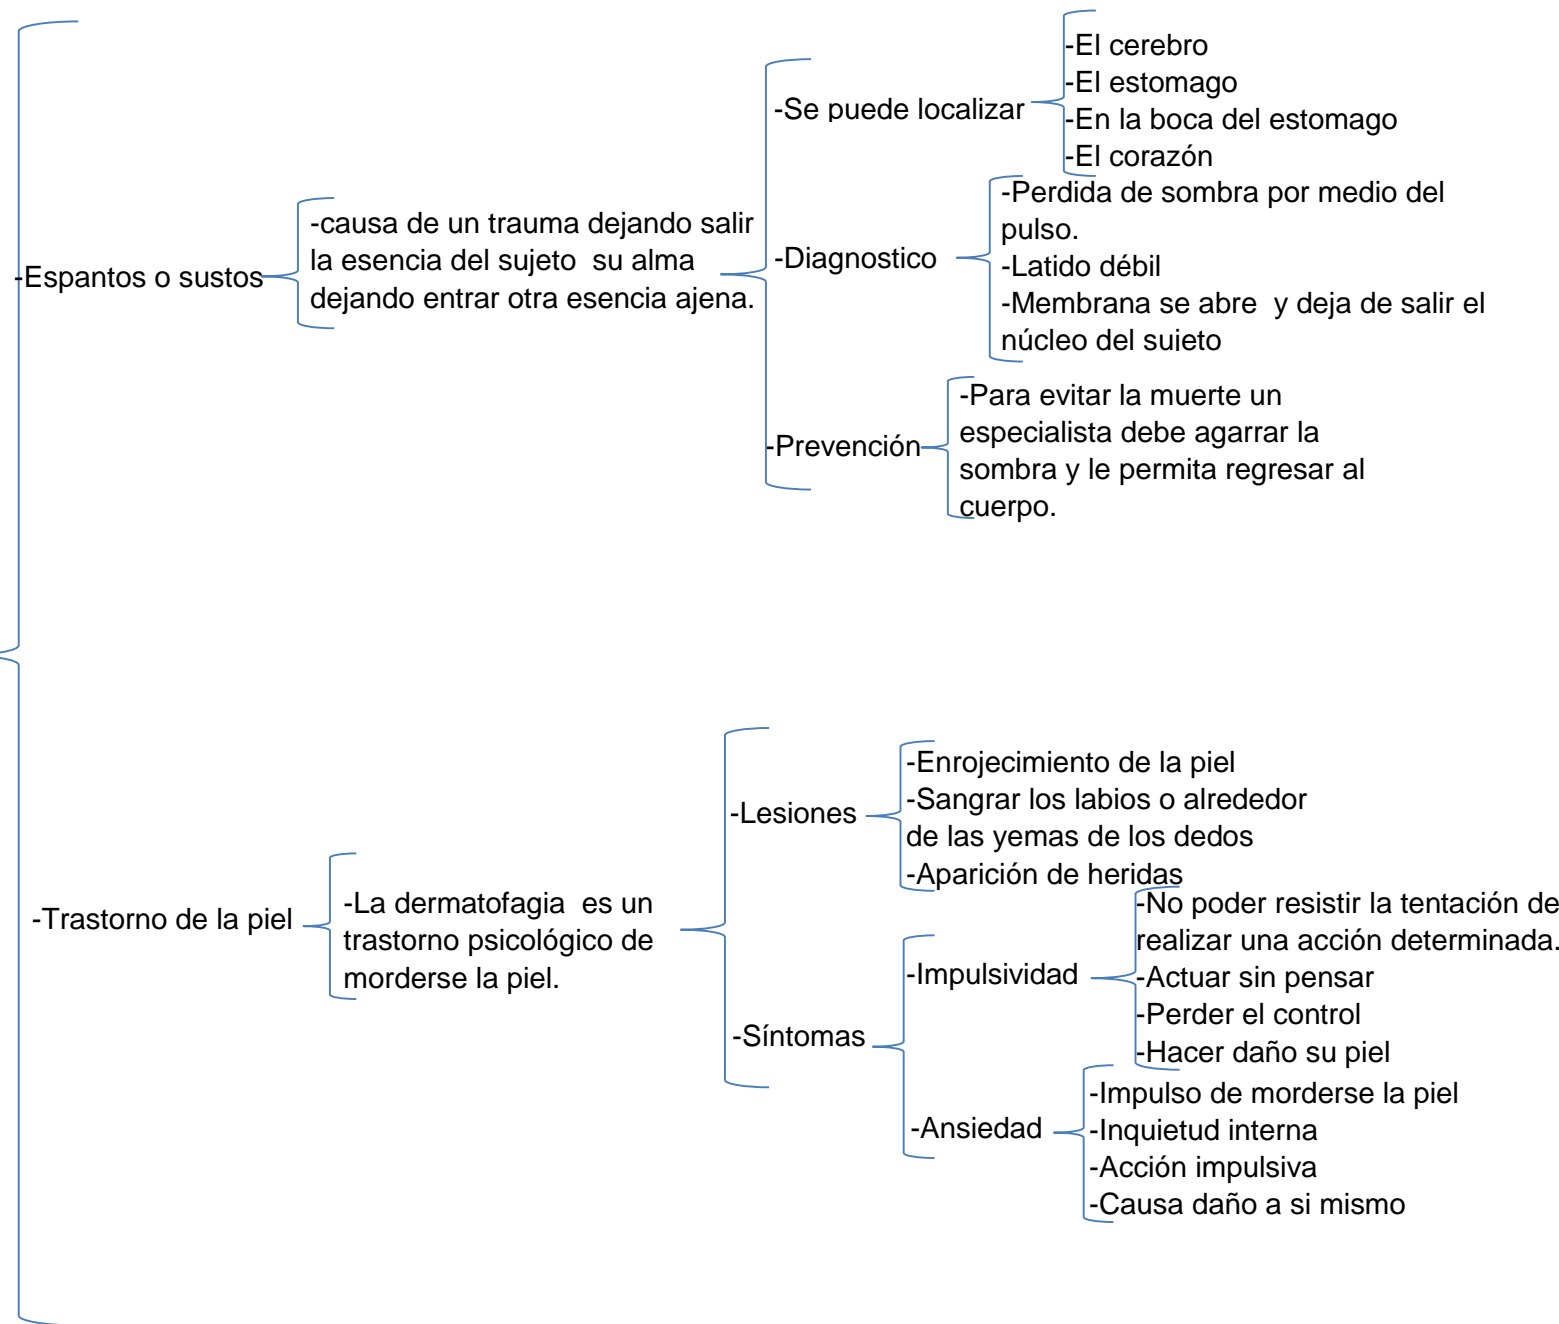 -Espantos o sustos
-causa de un trauma dejando salir
la esencia del sujeto  su alma
dejando entrar otra esencia ajena.
-Se puede localizar
-El cerebro
-El estomago
-En la boca del estomago
-El corazón
-Diagnostico
-Perdida de sombra por medio del
pulso.
-Latido débil
-Membrana se abre  y deja de salir el
núcleo del sujeto
-Prevención
-Para evitar la muerte un
especialista debe agarrar la
sombra y le permita regresar al
cuerpo.
-Trastorno de la piel
-La dermatofagia  es un
trastorno psicológico de
morderse la piel.
-Lesiones
-Enrojecimiento de la piel
-Sangrar los labios o alrededor
de las yemas de los dedos
-Aparición de heridas
-Síntomas
-Impulsividad
-No poder resistir la tentación de
realizar una acción determinada.
-Actuar sin pensar
-Perder el control
-Hacer daño su piel
-Ansiedad
-Impulso de morderse la piel
-Inquietud interna
-Acción impulsiva
-Causa daño a si mismo